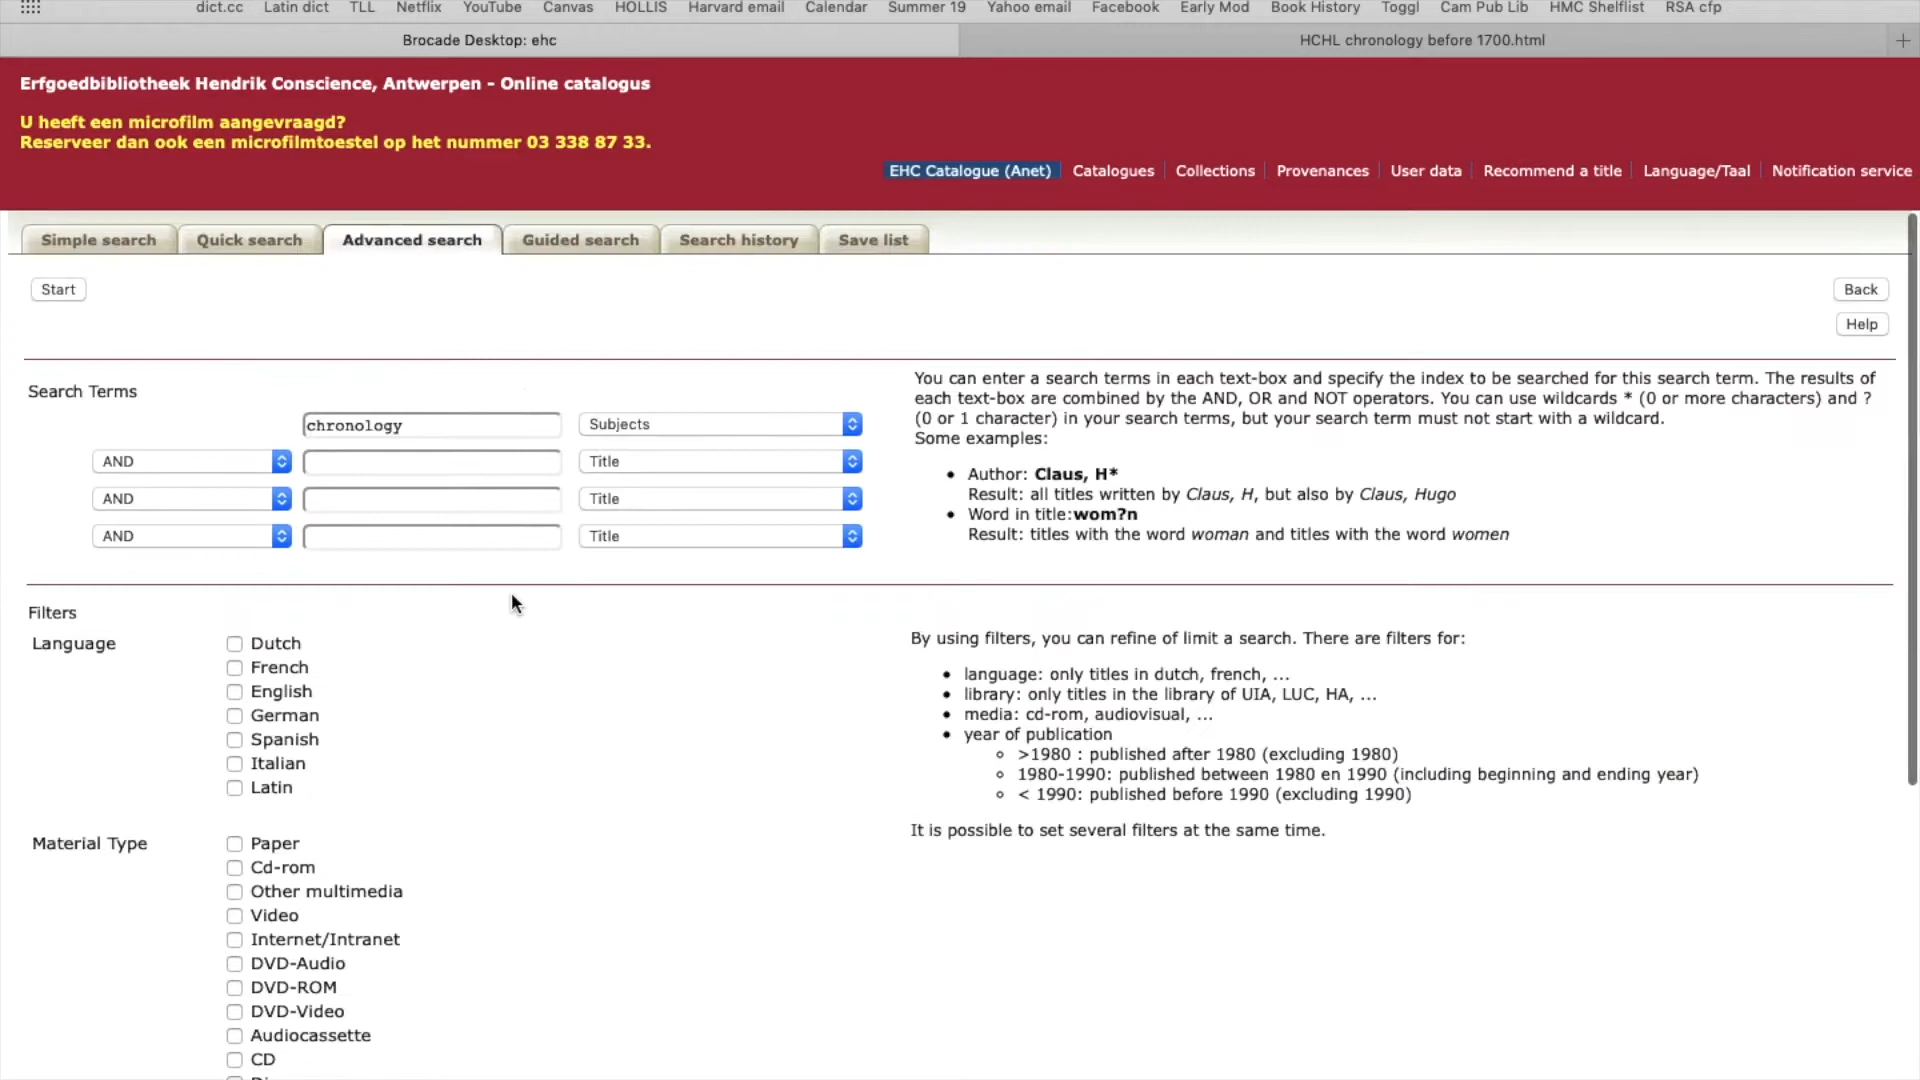 dict.cc Latin dict TLL Netflix YouTube Canvas HOLLIS Harvard email Calendar Summer 19 Yahoo email Facebook Early Mod Book History Toggl Cam Pub Lib HMC Shelflist RSA cfp
Brocade Desktop: ehc
HCHL chronology before 1700.html
Erfgoedbibliotheek Hendrik Conscience, Antwerpen - Online catalogus
U heeft een microfilm aangevraagd?
Reserveer dan ook een microfilmtoestel op het nummer 03 338 87 33.
EHC Catalogue (Anet) Catalogues Collections Provenances User data Recommend a title Language/Taal Notification service
Simple search Quick search Advanced search Guided search Search history Save list
Start
Back
Help
Search Terms
chronology Subjects
AND Title
AND Title
AND Title
You can enter a search terms in each text-box and specify the index to be searched for this search term. The results of
each text-box are combined by the AND, OR and NOT operators. You can use wildcards * (0 or more characters) and ?
(0 or 1 character) in your search terms, but your search term must not start with a wildcard.
Some examples:
• Author: Claus, H*
Result: all titles written by Claus, H, but also by Claus, Hugo
• Word in title:wom?n
Result: titles with the word woman and titles with the word women
Filters
Language
Dutch
French
English
German
Spanish
Italian
Latin
Material Type
Paper
Cd-rom
Other multimedia
Video
Internet/Intranet
DVD-Audio
DVD-ROM
DVD-Video
Audiocassette
CD
By using filters, you can refine of limit a search. There are filters for:
• language: only titles in dutch, french, ...
• library: only titles in the library of UIA, LUC, HA, ...
• media: cd-rom, audiovisual, ...
• year of publication
>1980 : published after 1980 (excluding 1980)
1980-1990: published between 1980 en 1990 (including beginning and ending year)
< 1990: published before 1990 (excluding 1990)
It is possible to set several filters at the same time.